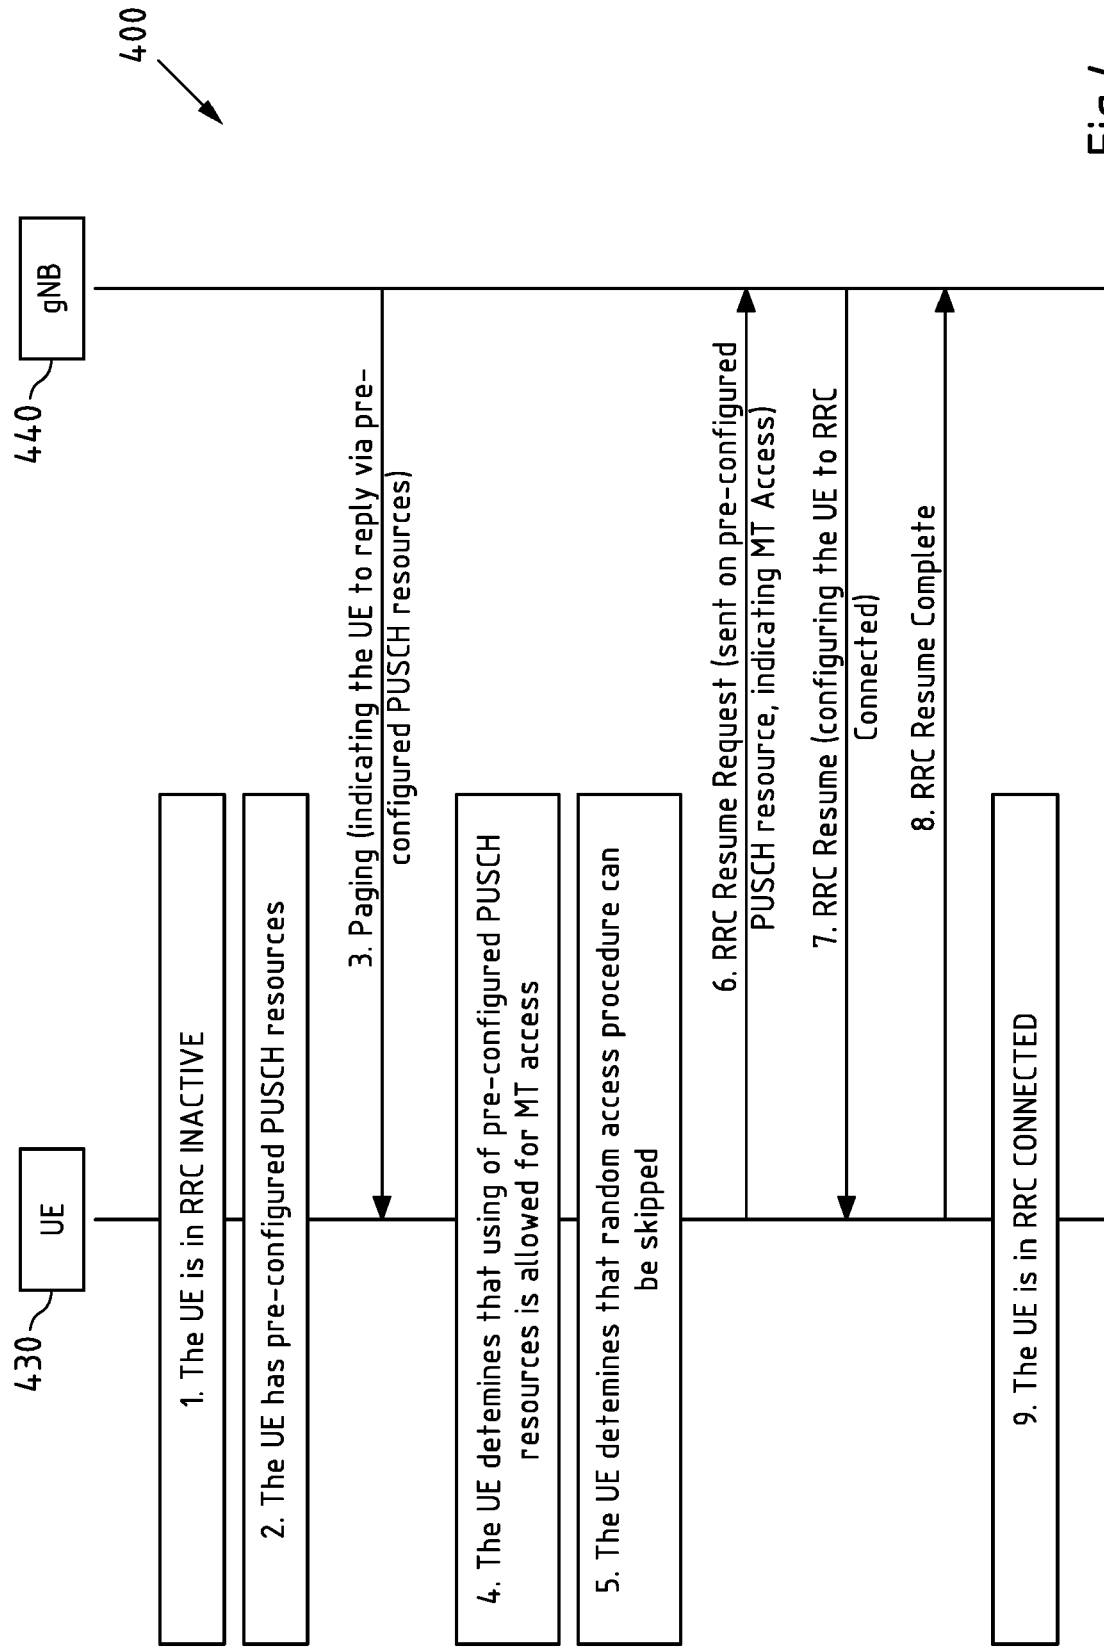 400
430
UE
440
gNB
1. The UE is in RRC INACTIVE
2. The UE has pre-configured PUSCH resources
3. Paging (indicating the UE to reply via pre-
configured PUSCH resources)
4. The UE detemines that using of pre-configured PUSCH
resources is allowed for MT access
5. The UE detemines that random access procedure can
be skipped
6. RRC Resume Request (sent on pre-configured
PUSCH resource, indicating MT Access)
7. RRC Resume (configuring the UE to RRC
Connected)
8. RRC Resume Complete
9. The UE is in RRC CONNECTED